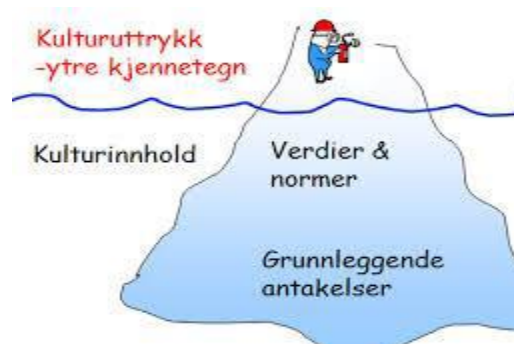 Kulturuttrykk
-ytre kjennetegn
Kulturinnhold
Verdier &
normer
Grunnleggende
antakelser